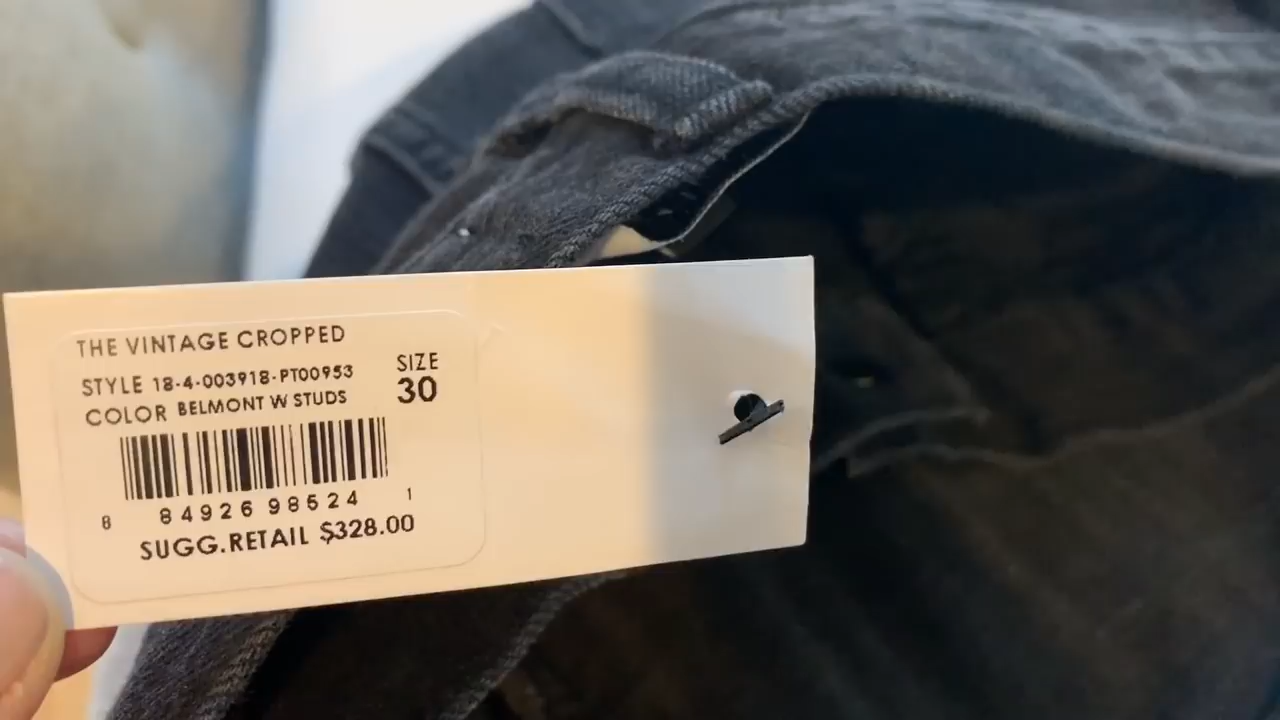 THE VINTAGE CROPPED
STYLE 18-4-003918-PT00953
COLOR BELMONT W STUDS
SIZE
30
8 84926 98524 1
SUGG.RETAIL $328.00